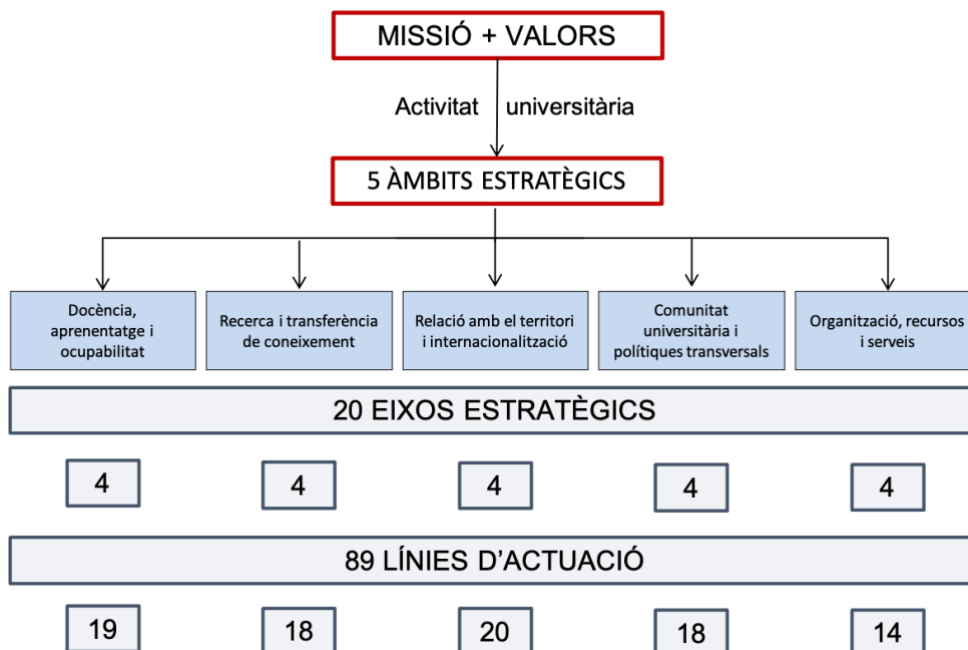 MISSIÓ + VALORS
Activitat universitària
5 ÀMBITS ESTRATÈGICS
Docència,
aprenentatge i
ocupabilitat
Recerca i transferència
de coneixement
Relació amb el territori
i internacionalització
Comunitat
universitària i
polítiques transversals
Organització, recursos
i serveis
20 EIXOS ESTRATÈGICS
4 4 4 4 4
89 LÍNIES D'ACTUACIÓ
19 18 20 18 14